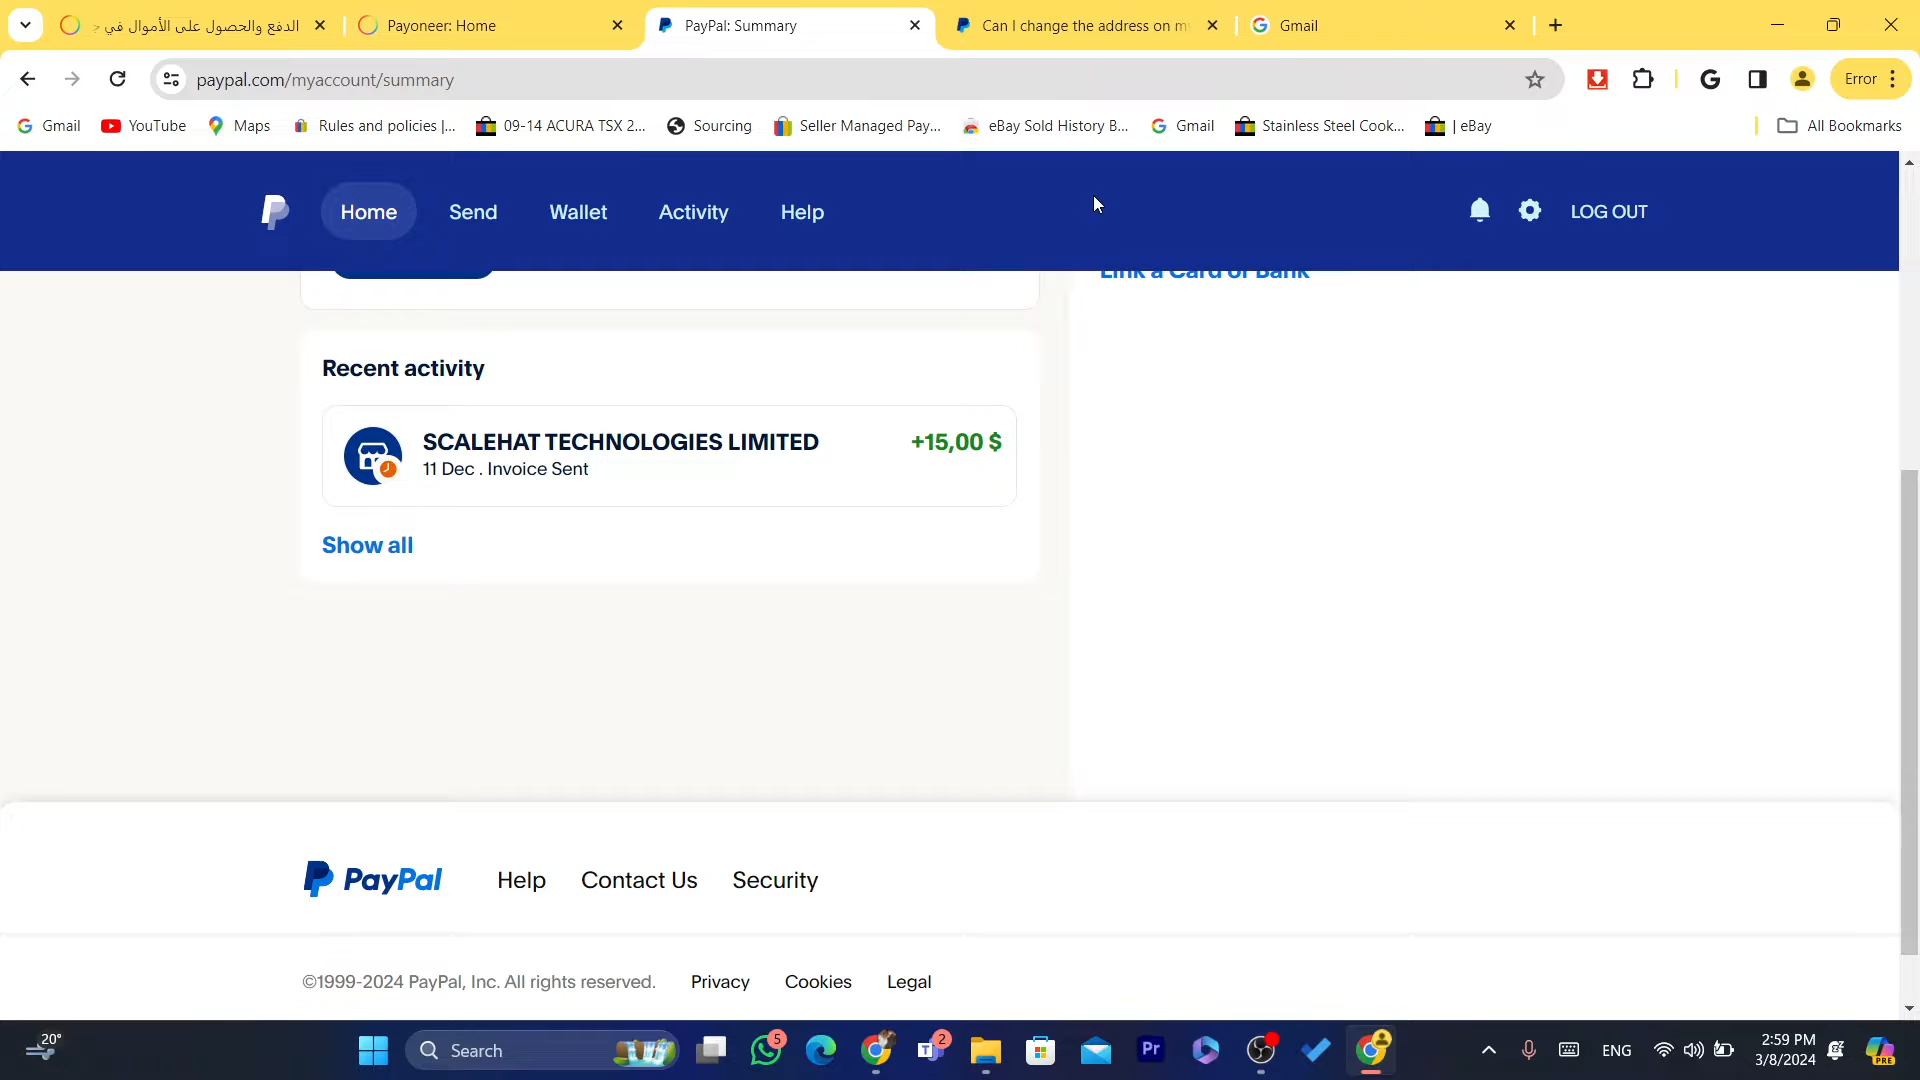 الدفع والحصول على الأموال في ج
Payoneer: Home
PayPal: Summary
Can I change the address on my
Gmail
paypal.com/myaccount/summary
Error
Gmail
YouTube
Maps
Rules and policies |...
09-14 ACURA TSX 2...
Sourcing
Seller Managed Pay...
eBay Sold History B...
Gmail
Stainless Steel Cook...
| eBay
All Bookmarks
Home
Send
Wallet
Activity
Help
LOG OUT
Link a Card or Bank
Recent activity
SCALEHAT TECHNOLOGIES LIMITED
+15,00 $
11 Dec . Invoice Sent
Show all
PayPal
Help
Contact Us
Security
©1999-2024 PayPal, Inc. All rights reserved.
Privacy
Cookies
Legal
20°
Search
5
2
Pr
ENG
2:59 PM
3/8/2024
PRE